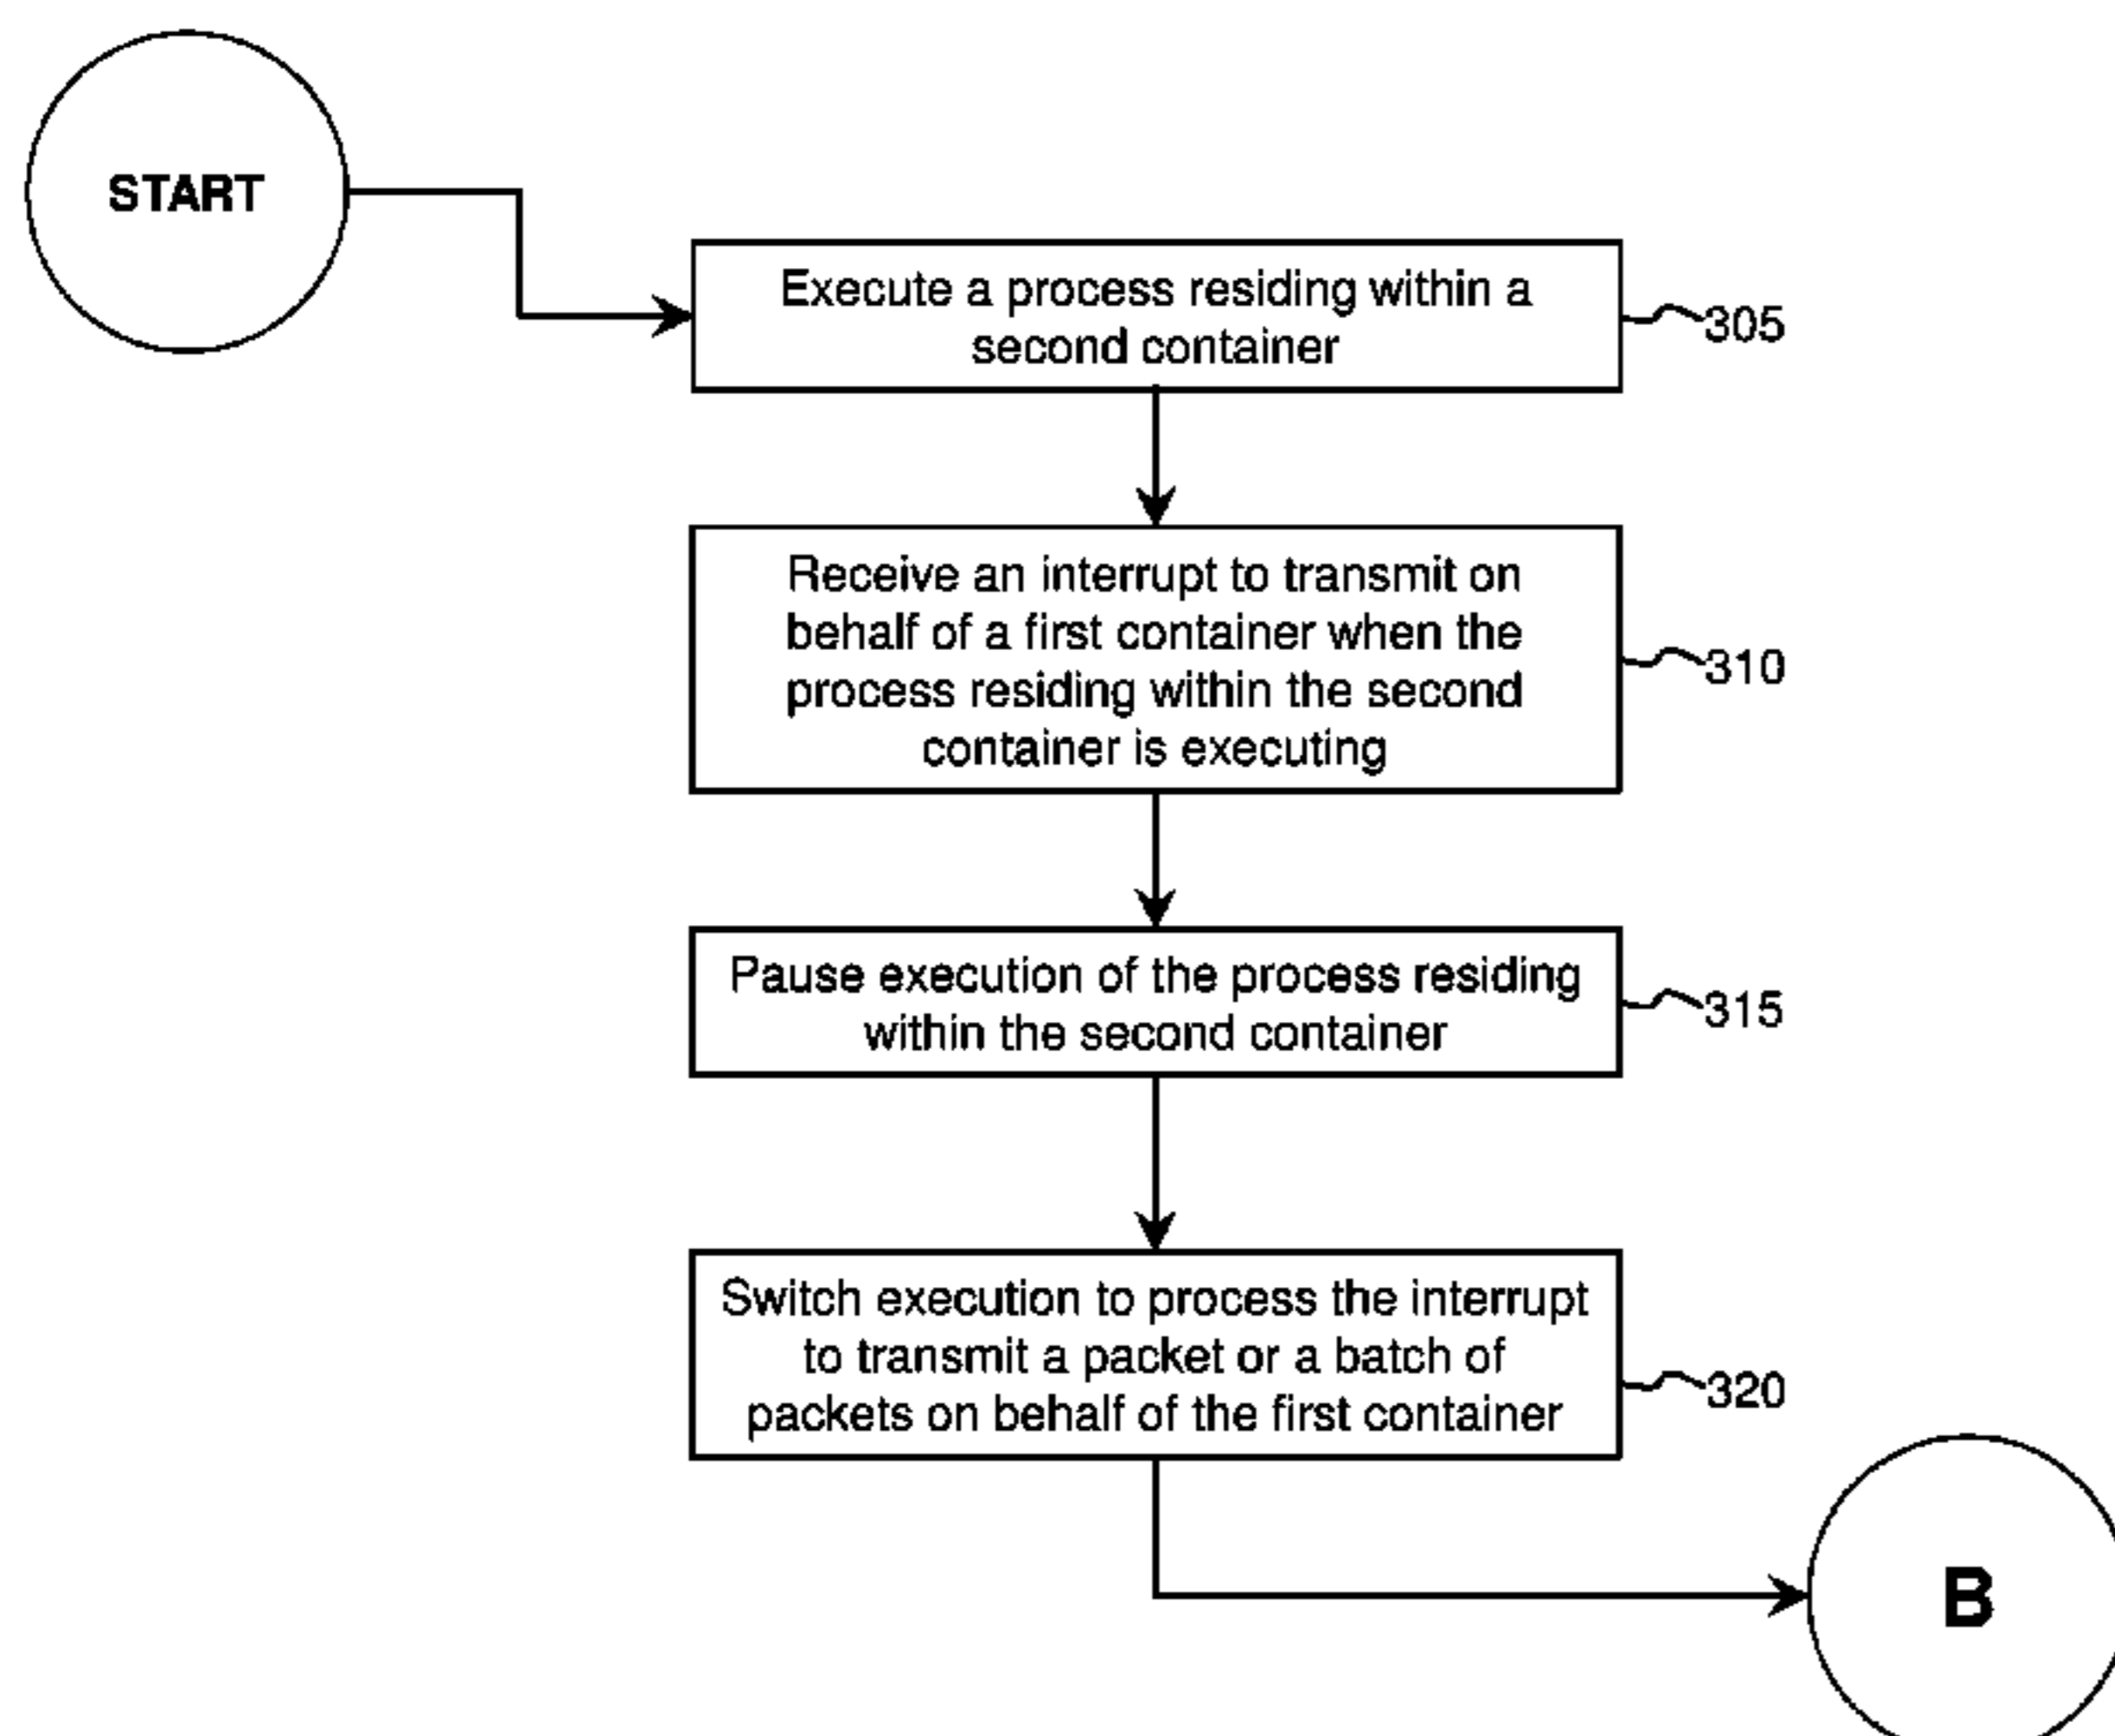 START
Execute a process residing within a
second container
305
Receive an interrupt to transmit on
behalf of a first container when the
process residing within the second
container is executing
310
Pause execution of the process residing
within the second container
315
Switch execution to process the interrupt
to transmit a packet or a batch of
packets on behalf of the first container
320
B